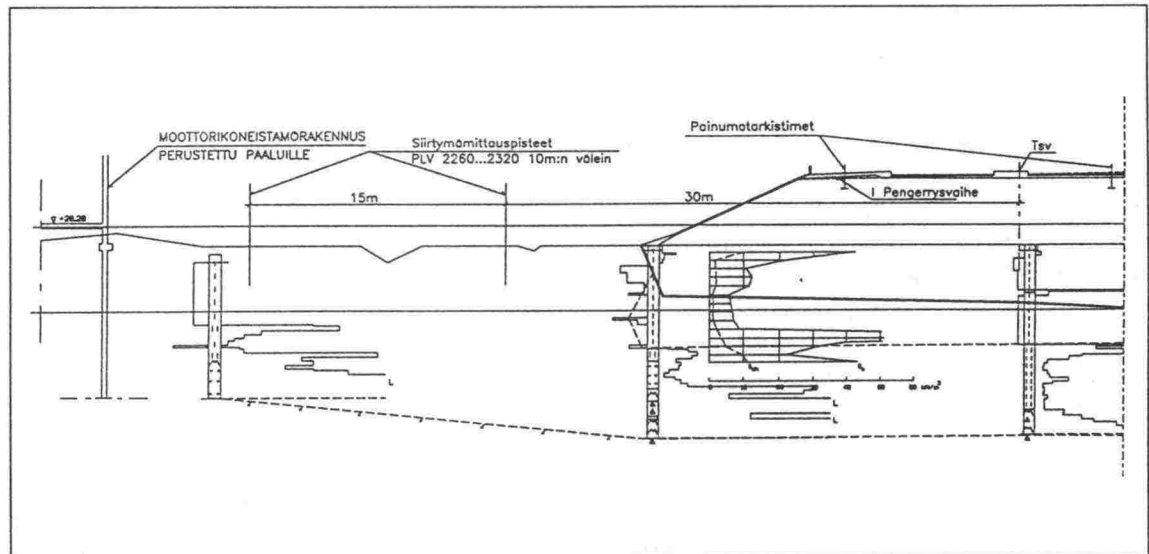 MOOTTORIKONEISTAMORAKENNUS
PERUSTETTU PAALUILLE
Siirtymämittauspisteet
PLV 2260...2320 10m:n välein
Painumatarkistimet
Tsv
I Pengerrysvaihe
15m
30m
L
L
L